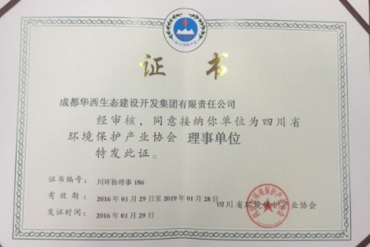 证书
成都华西生态建设开发集团有限责任公司
经审核，同意接纳你单位为四川省
环境保护产业协会 理事单位
特发此证。
证书编号： 川环协理事 186
有效期： 2016年01月29日至2019年01月28日
发证时间： 2016年01月29日
四川省环境保护产业协会